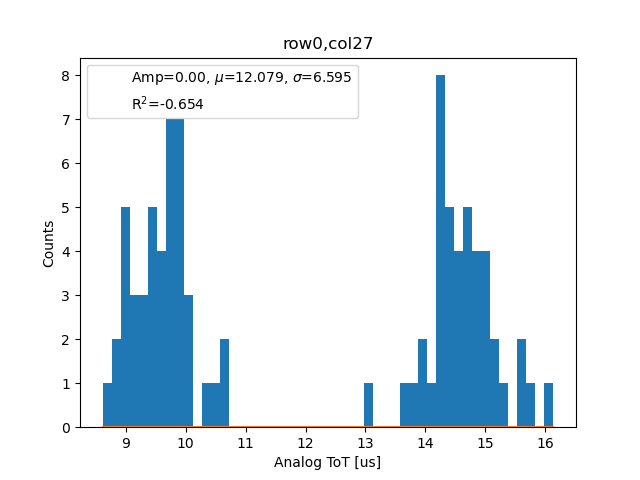 row0,col27
Amp=0.00, μ=12.079, σ=6.595
R²=-0.654
Counts
8
7
6
5
4
3
2
1
0
9 10 11 12 13 14 15 16
Analog ToT [us]